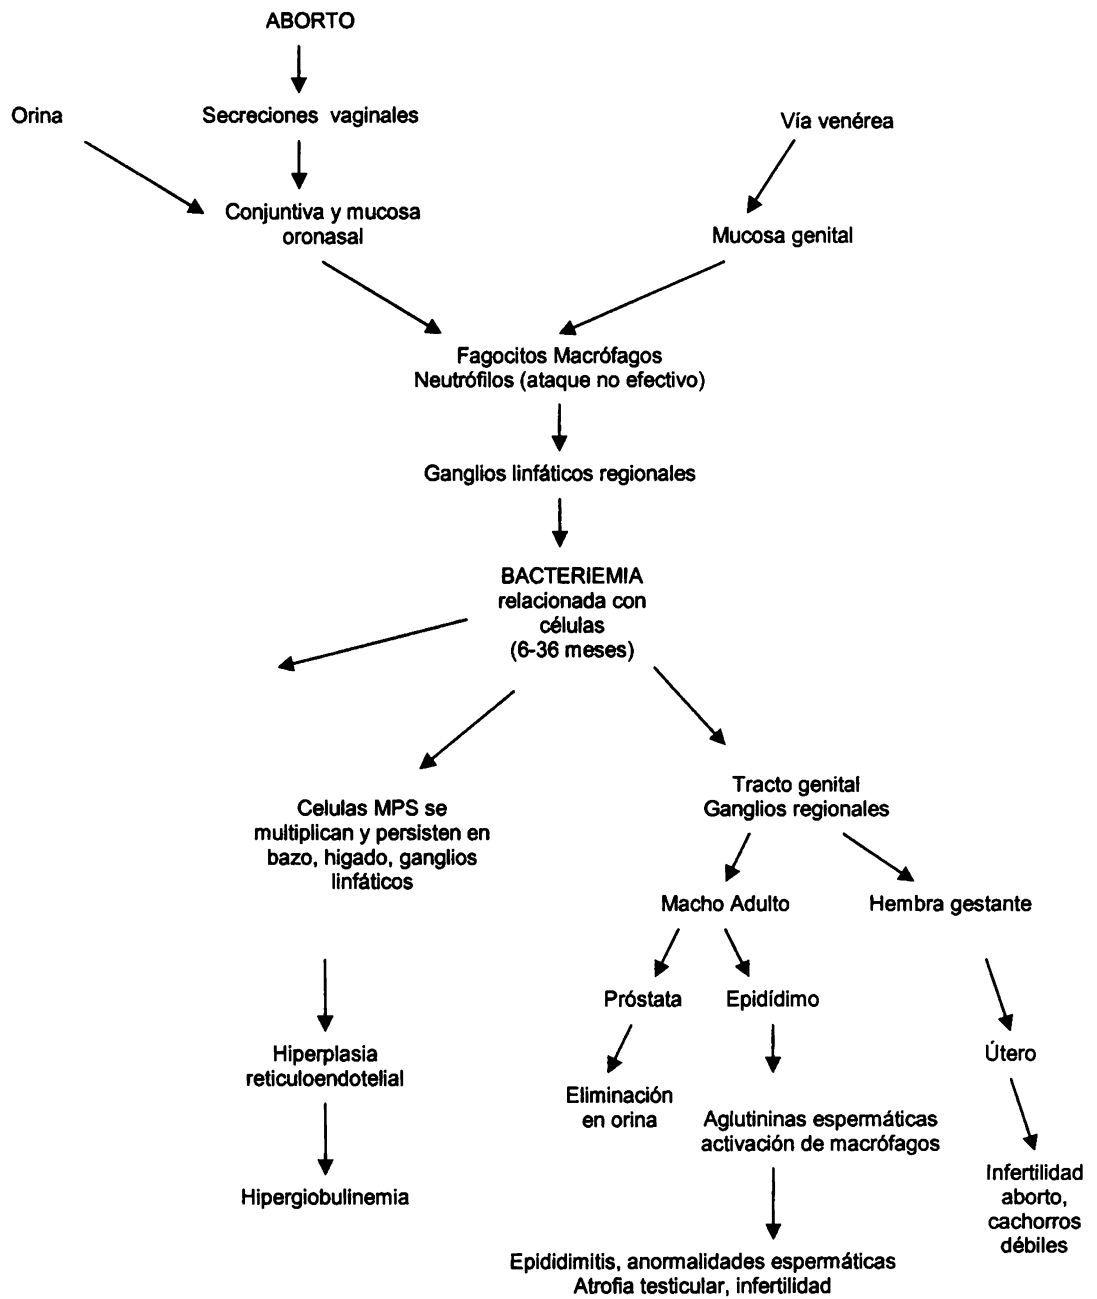 ABORTO
Orina
Secreciones vaginales
Vía venérea
Conjuntiva y mucosa
oronasal
Mucosa genital
Fagocitos Macrófagos
Neutrófilos (ataque no efectivo)
Ganglios linfáticos regionales
BACTERIEMIA
relacionada con
células
(6-36 meses)
Tracto genital
Ganglios regionales
Celulas MPS se
multiplican y persisten en
bazo, higado, ganglios
linfáticos
Macho Adulto
Hembra gestante
Próstata
Epidídimo
Hiperplasia
reticuloendotelial
Útero
Eliminación
en orina
Aglutininas espermáticas
activación de macrófagos
Hipergiobulinemia
Infertilidad
aborto,
cachorros
débiles
Epididimitis, anormalidades espermáticas
Atrofia testicular, infertilidad